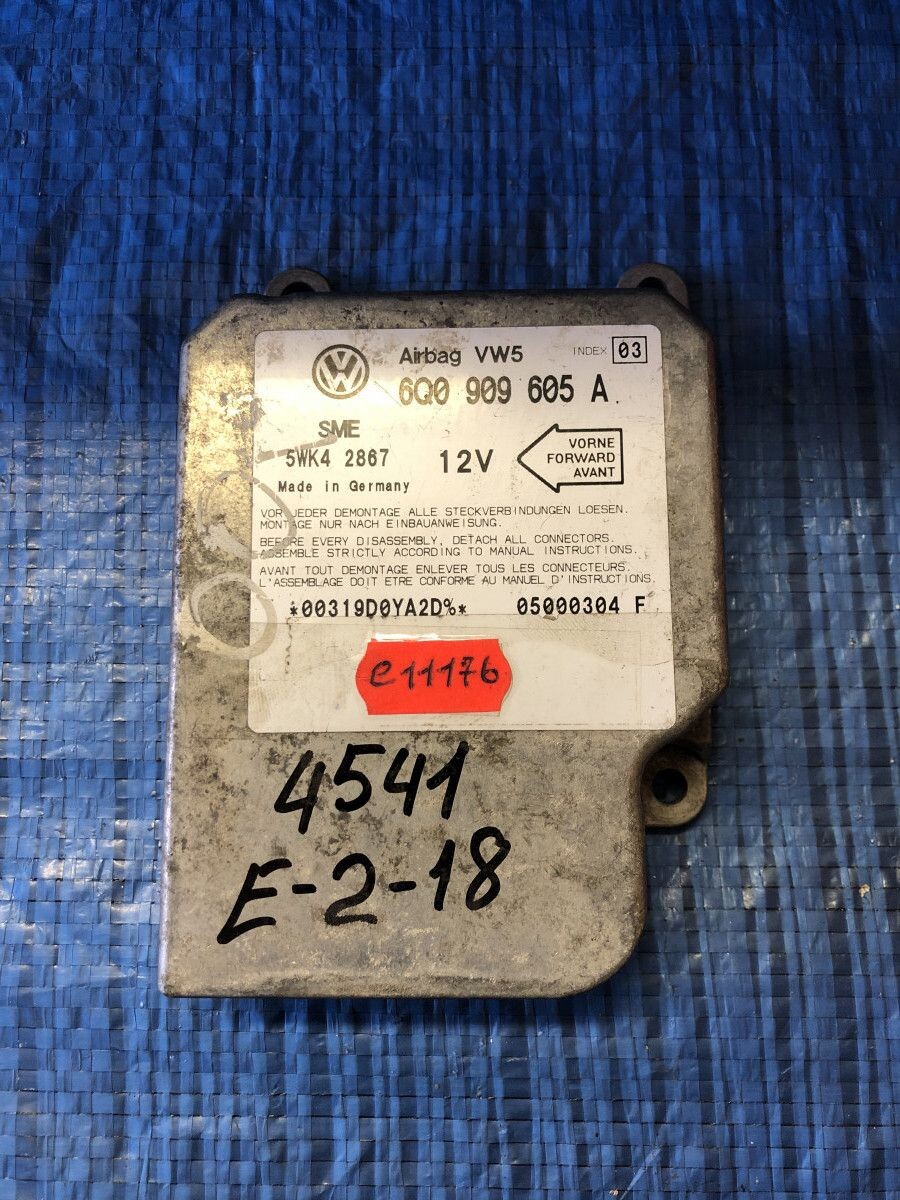 Airbag VW5 INDEX 03
6Q0 909 605 A
SME
5WK4 2867 12V
VORNE
FORWARD
AVANT
Made in Germany
VOR JEDER DEMONTAGE ALLE STECKVERBINDUNGEN LOESEN.
MONTAGE NUR NACH EINBAUANWEISUNG.
BEFORE EVERY DISASSEMBLY, DETACH ALL CONNECTORS.
ASSEMBLE STRICTLY ACCORDING TO MANUAL INSTRUCTIONS.
AVANT TOUT DEMONTAGE ENLEVER TOUS LES CONNECTEURS.
L'ASSEMBLAGE DOIT ETRE CONFORME AU MANUEL D'INSTRUCTIONS.
*00319D0YA2D%* 05000304 F
e11176
4541
E-2-18